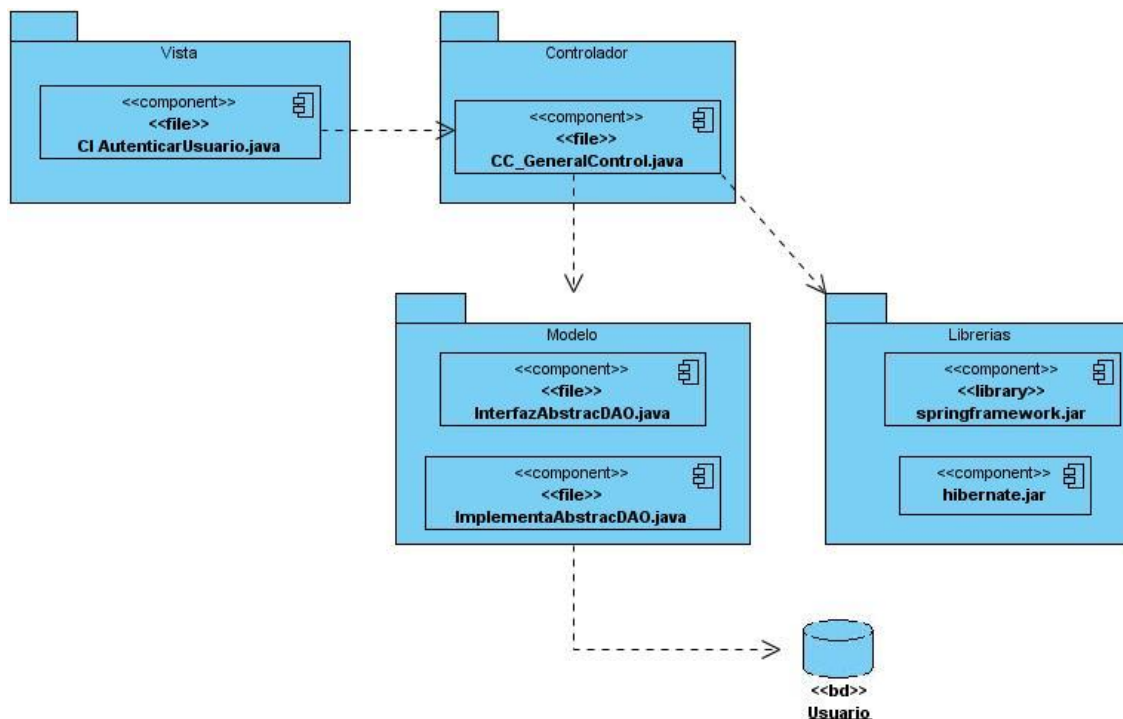 Vista
<<component>>
<<file>>
CI AutenticarUsuario.java
Controlador
<<component>>
<<file>>
CC_GeneralControl.java
Modelo
<<component>>
<<file>>
InterfazAbstracDAO.java
<<component>>
<<file>>
ImplementaAbstracDAO.java
Librerias
<<component>>
<<library>>
springframework.jar
<<component>>
hibernate.jar
<<bd>>
Usuario